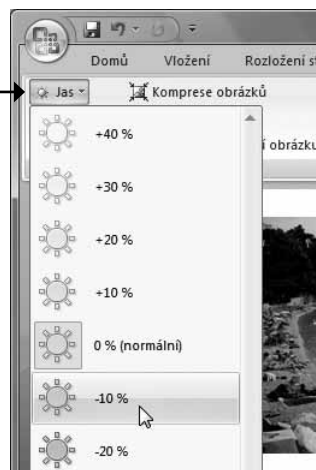 Domů Vložení Rozložení
Jas Komprese obrázků
+40 %
obrázku
+30 %
+20 %
+10 %
0 % (normální)
-10 %
-20 %